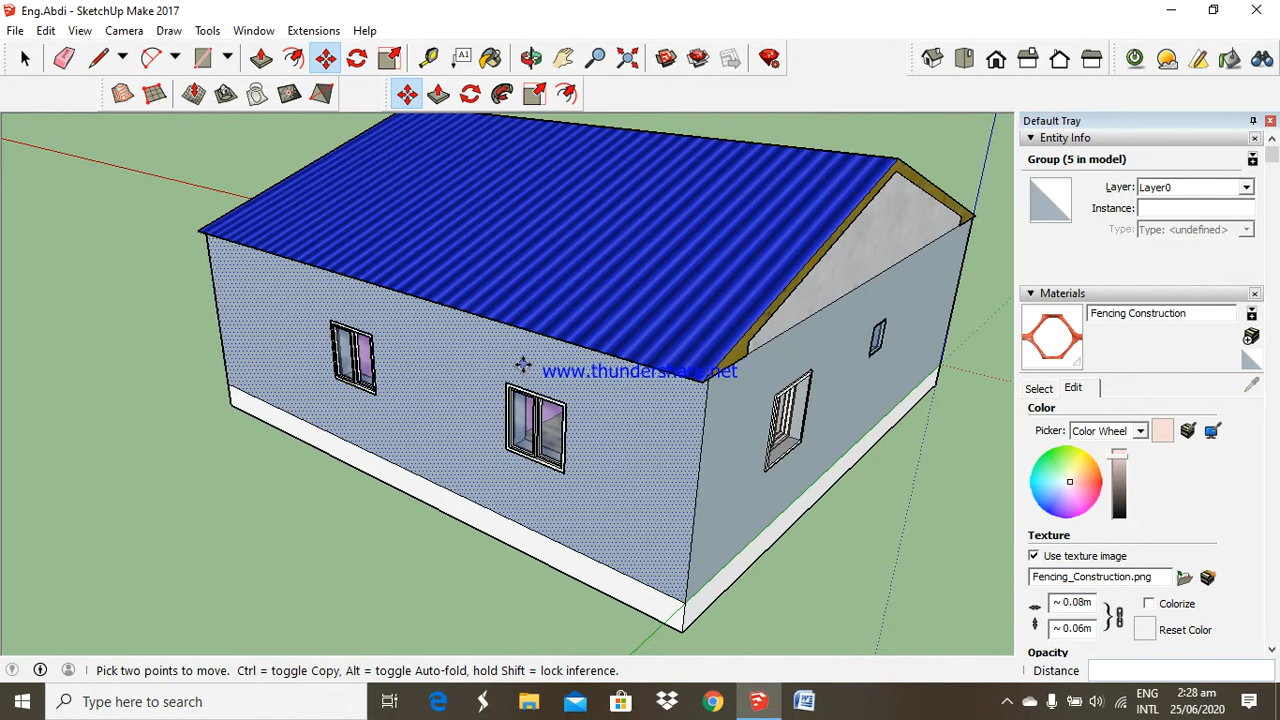 Eng.Abdi - SketchUp Make 2017
File Edit View Camera Draw Tools Window Extensions Help
A1
Default Tray
Entity Info
Group (5 in model)
Layer: Layer0
Instance:
Type: Type: <undefined>
Materials
Fencing Construction
Select Edit
Color
Picker: Color Wheel
Texture
Use texture image
Fencing_Construction.png
~ 0.08m Colorize
~ 0.06m Reset Color
Opacity
www.thundershare.net
Pick two points to move. Ctrl = toggle Copy, Alt = toggle Auto-fold, hold Shift = lock inference.
Distance
Type here to search
ENG 2:28 am
INTL 25/06/2020